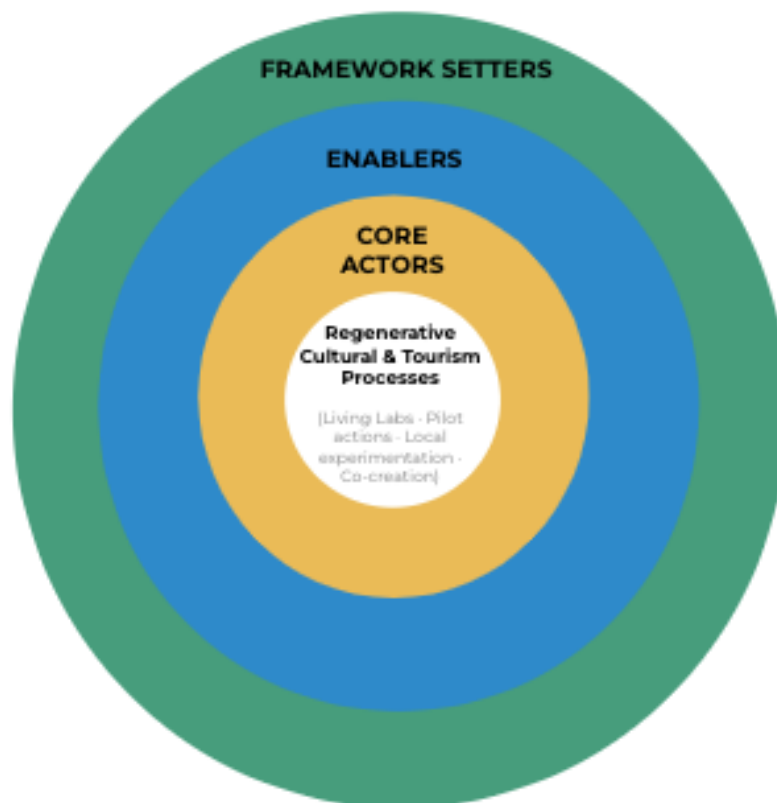 FRAMEWORK SETTERS
ENABLERS
CORE
ACTORS
Regenerative
Cultural & Tourism
Processes
(Living Labs · Pilot
actions · Local
experimentation ·
Co-creation)